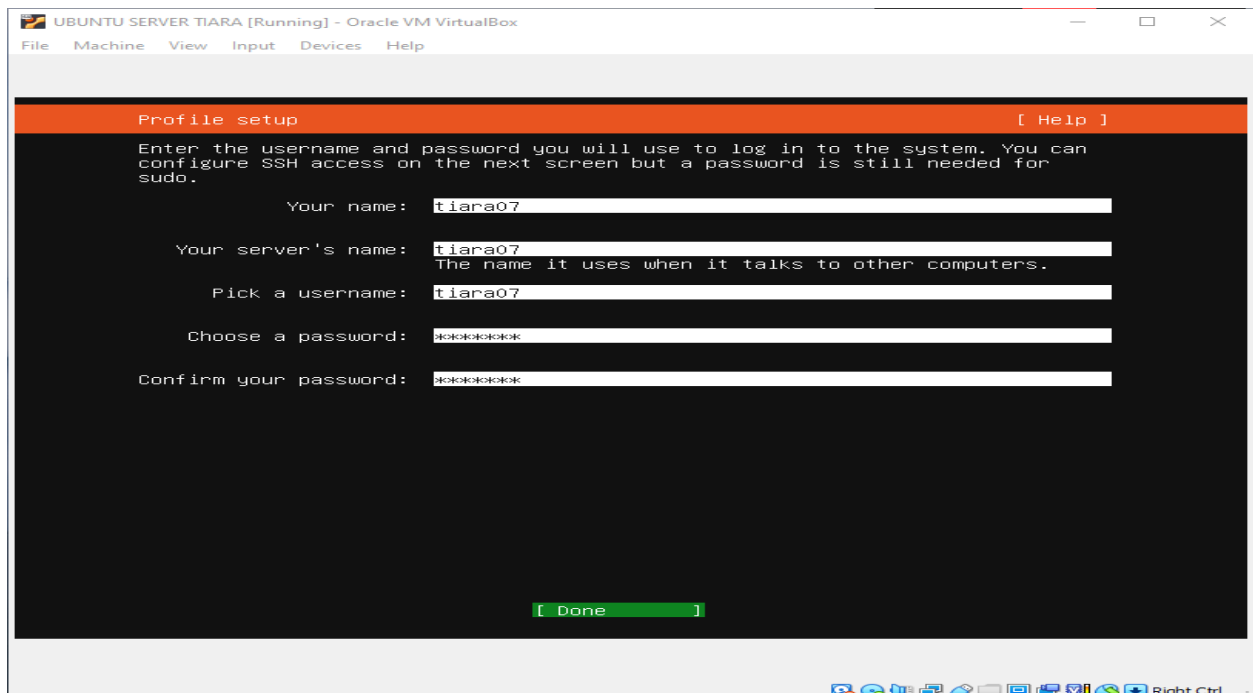 UBUNTU SERVER TIARA [Running] - Oracle VM VirtualBox
File Machine View Input Devices Help
Profile setup [ Help ]
Enter the username and password you will use to log in to the system. You can
configure SSH access on the next screen but a password is still needed for
sudo.
Your name: tiara07
Your server's name: tiara07
The name it uses when it talks to other computers.
Pick a username: tiara07
Choose a password: *******
Confirm your password: *******
[ Done ]
Right Ctrl